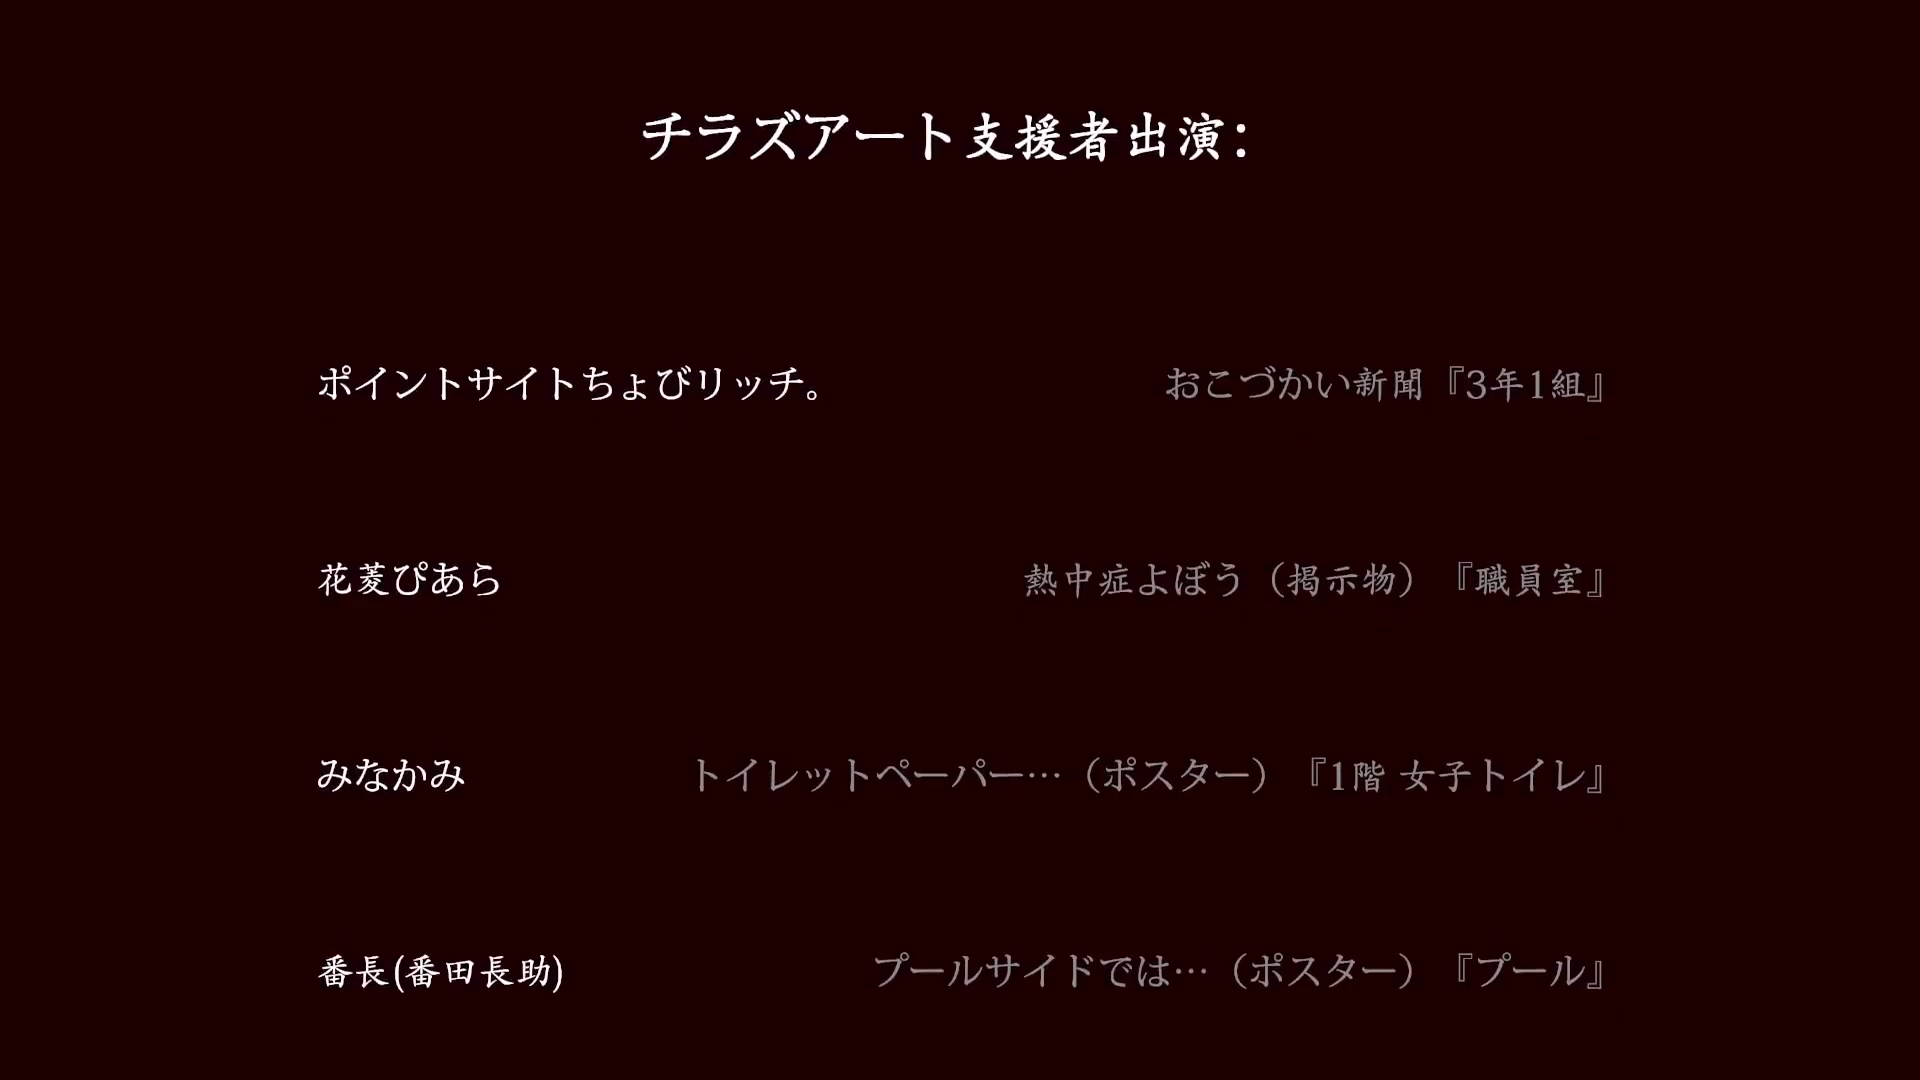 チラズアート支援者出演：
ポイントサイトちょびリッチ。 おこづかい新聞『3年1組』
花菱ぴあら 熱中症よぼう（掲示物）『職員室』
みなかみ トイレットペーパー…（ポスター）『1階 女子トイレ』
番長(番田長助) プールサイドでは…（ポスター）『プール』